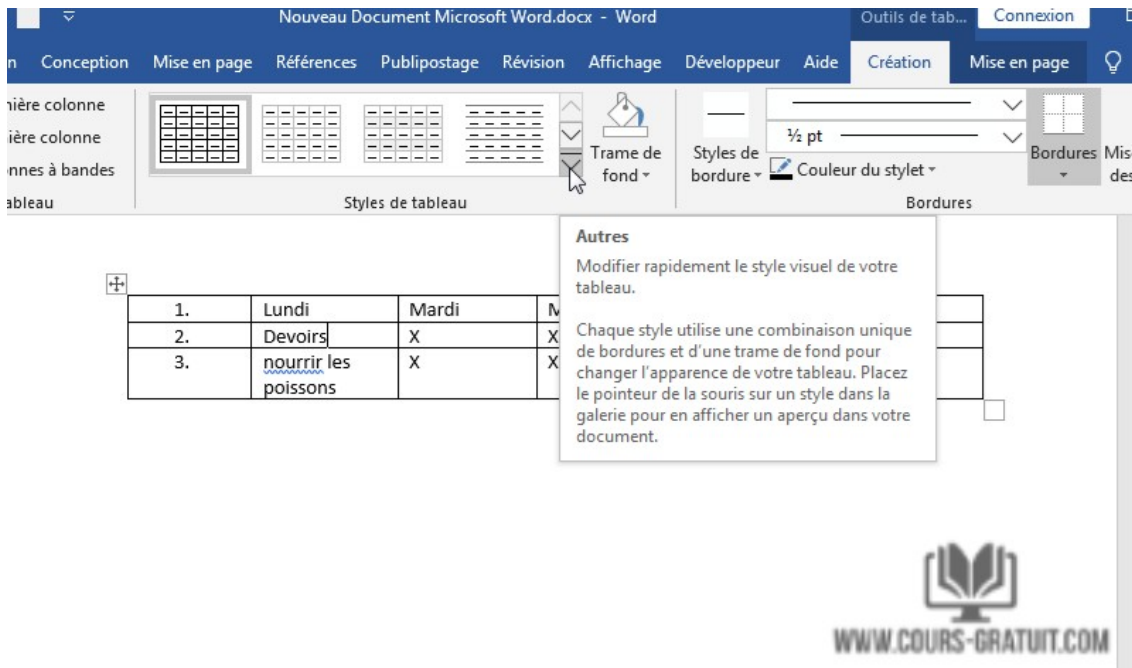 Nouveau Document Microsoft Word.docx - Word
Outils de tab...
Connexion
n Conception Mise en page Références Publipostage Révision Affichage Développeur Aide Création Mise en page
nière colonne
ière colonne
nnes à bandes
ableau
Styles de tableau
Trame de
fond
Styles de
bordure
½ pt
Couleur du stylet
Bordures
Mis
des
Bordures
Autres
Modifier rapidement le style visuel de votre
tableau.
Chaque style utilise une combinaison unique
de bordures et d'une trame de fond pour
changer l'apparence de votre tableau. Placez
le pointeur de la souris sur un style dans la
galerie pour en afficher un aperçu dans votre
document.
1. Lundi Mardi M
2. Devoirs X X
3. nourrir les X X
poissons
WWW.COURS-GRATUIT.COM